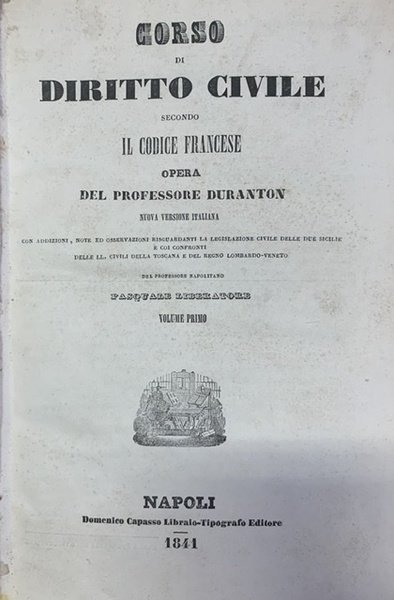 CORSO
DI
DIRITTO CIVILE
SECONDO
IL CODICE FRANCESE
OPERA
DEL PROFESSORE DURANTON
NUOVA VERSIONE ITALIANA
CON ADDIZIONI, NOTE ED OSSERVAZIONI RISGUARDANTI LA LEGISLAZIONE CIVILE DELLE DUE SICILIE
E COI CONFRONTI
DELLE LL. CIVILI DELLA TOSCANA E DEL REGNO LOMBARDO-VENETO
DEL PROFESSORE NAPOLITANO
PASQUALE LIBERATORE
VOLUME PRIMO
NAPOLI
Domenico Capasso Libraio-Tipografo Editore
1841